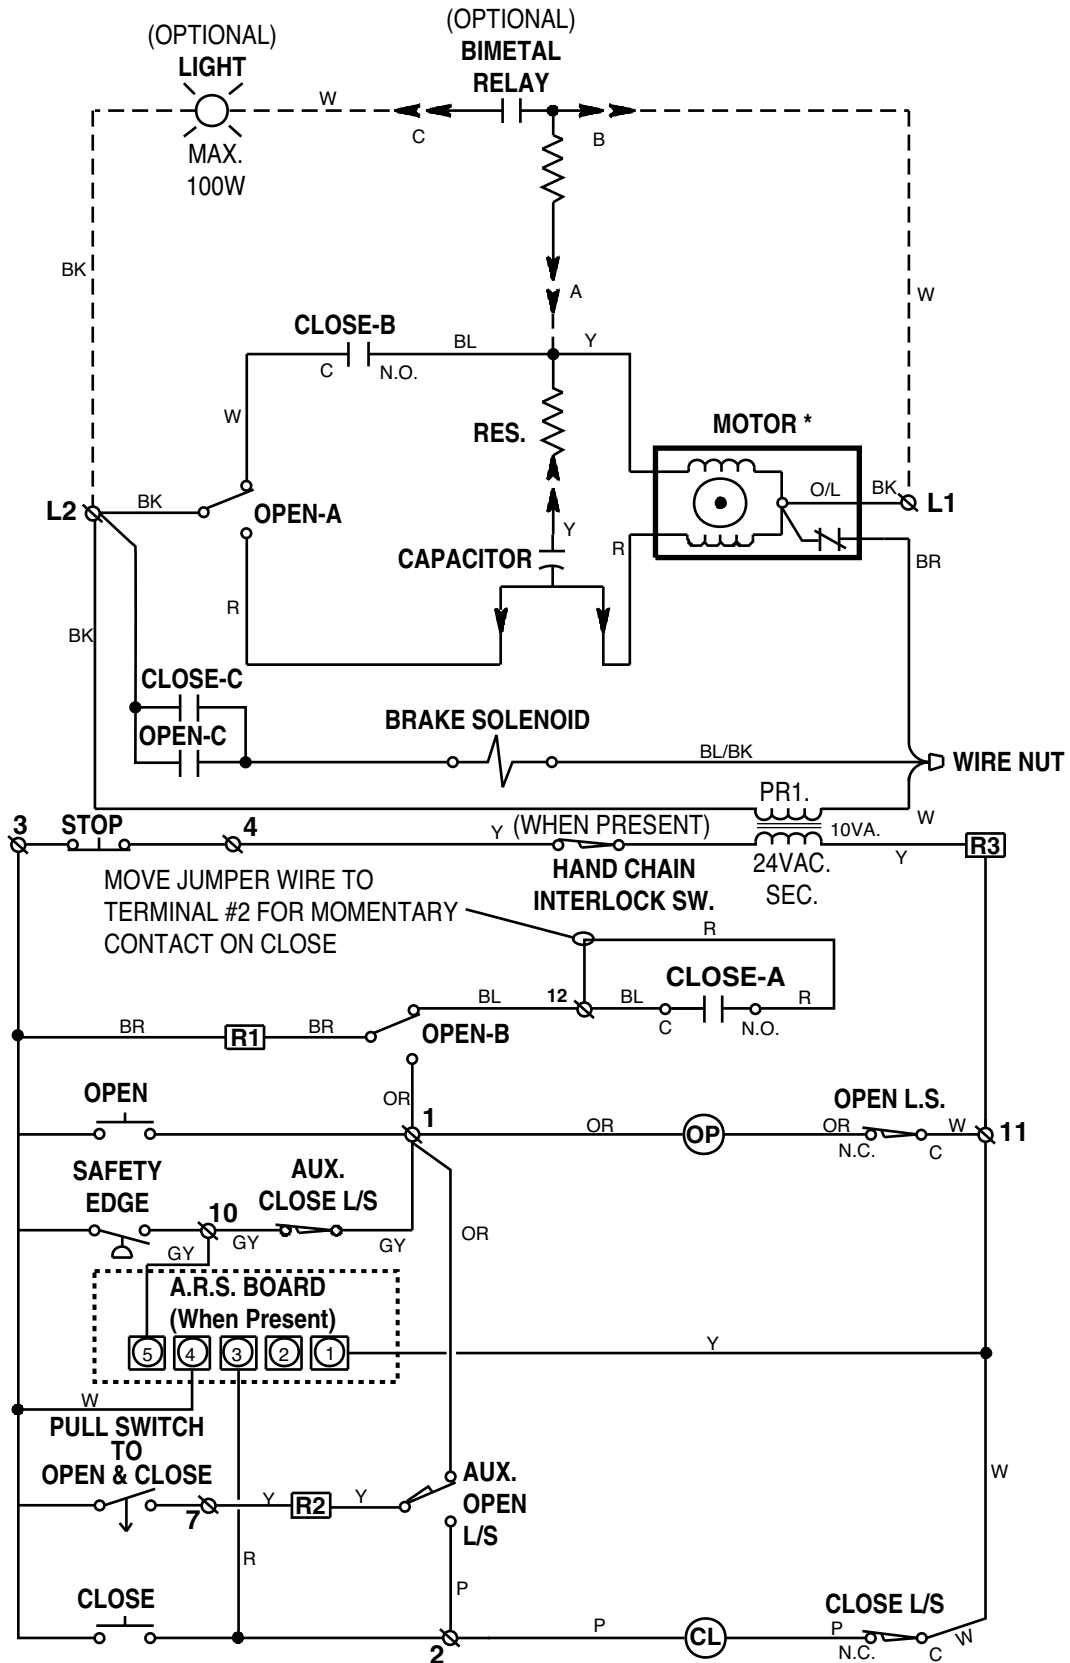 (OPTIONAL)
LIGHT
(OPTIONAL)
BIMETAL
RELAY
W
C
B
MAX.
100W
BK
A
W
CLOSE-B
BL
Y
C
N.O.
W
RES.
MOTOR *
L2
BK
OPEN-A
O/L
BK
L1
Y
CAPACITOR
R
BR
R
BK
CLOSE-C
OPEN-C
BRAKE SOLENOID
BL/BK
WIRE NUT
PR1.
W
3
STOP
4
Y
(WHEN PRESENT)
10VA.
Y
R3
HAND CHAIN
INTERLOCK SW.
24VAC.
SEC.
MOVE JUMPER WIRE TO
TERMINAL #2 FOR MOMENTARY
CONTACT ON CLOSE
R
CLOSE-A
BL
12
BL
R
C
N.O.
BR
R1
BR
OPEN-B
OPEN
OR
1
OR
OP
OPEN L.S.
OR
W
11
N.C.
C
SAFETY
EDGE
10
AUX.
CLOSE L/S
GY
GY
GY
OR
A.R.S. BOARD
(When Present)
5
4
3
2
1
Y
W
PULL SWITCH
TO
OPEN & CLOSE
7
Y
R2
Y
AUX.
OPEN
L/S
W
R
P
CLOSE
2
P
CL
CLOSE L/S
P
N.C.
C
W